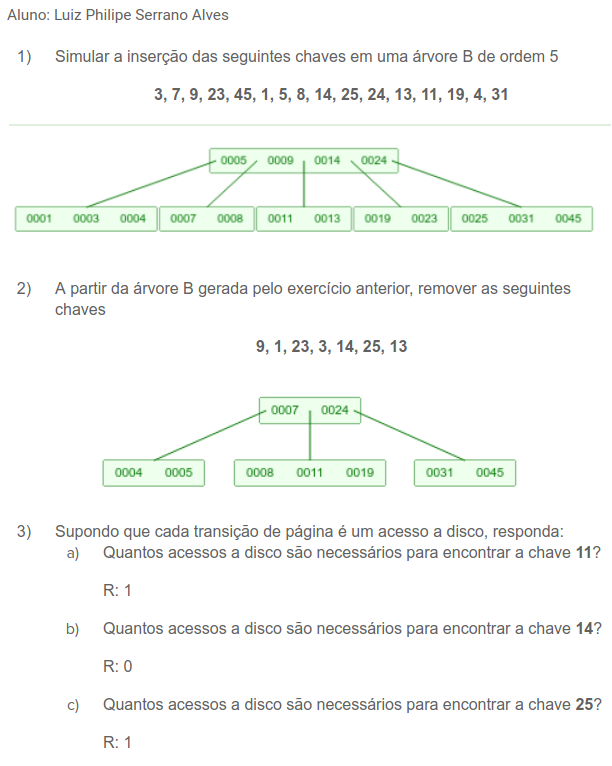 Aluno: Luiz Philipe Serrano Alves
1) Simular a inserção das seguintes chaves em uma árvore B de ordem 5
3, 7, 9, 23, 45, 1, 5, 8, 14, 25, 24, 13, 11, 19, 4, 31
0005 0009 0014 0024
0001 0003 0004 0007 0008 0011 0013 0019 0023 0025 0031 0045
2) A partir da árvore B gerada pelo exercício anterior, remover as seguintes
chaves
9, 1, 23, 3, 14, 25, 13
0007 0024
0004 0005 0008 0011 0019 0031 0045
3) Supondo que cada transição de página é um acesso a disco, responda:
a) Quantos acessos a disco são necessários para encontrar a chave 11?
R: 1
b) Quantos acessos a disco são necessários para encontrar a chave 14?
R: 0
c) Quantos acessos a disco são necessários para encontrar a chave 25?
R: 1